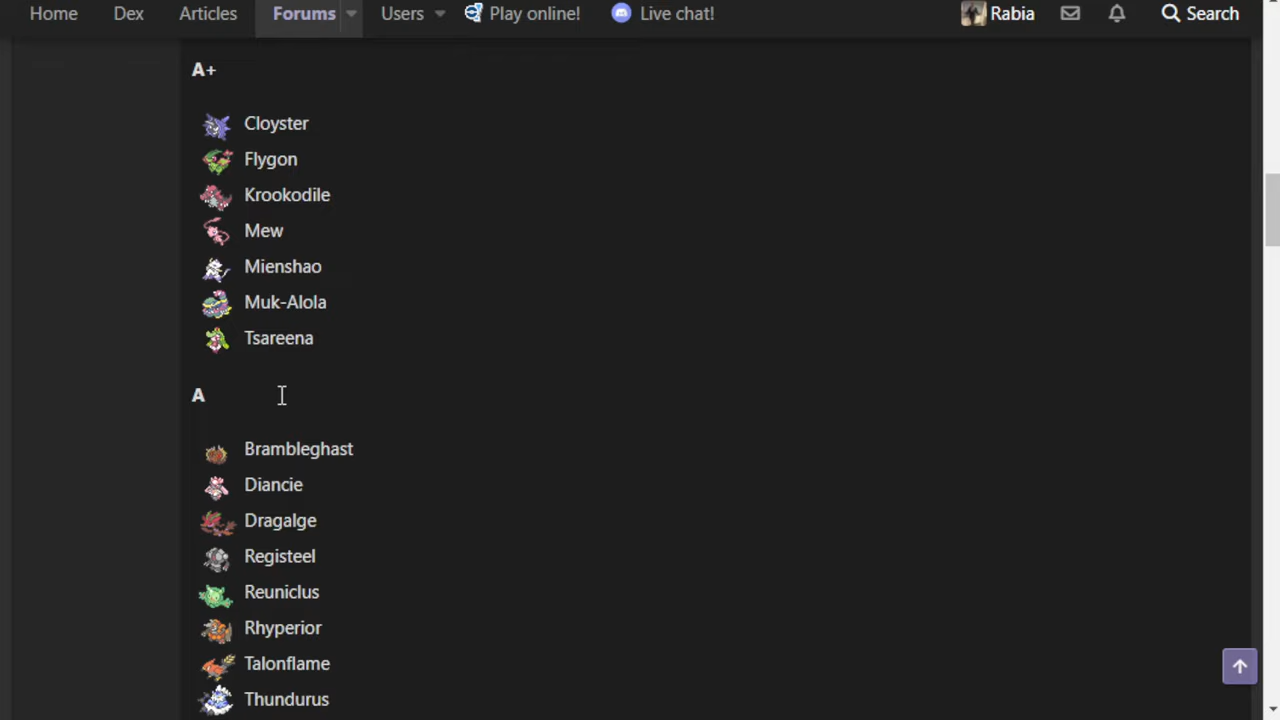 Home Dex Articles Forums Users Play online! Live chat! Rabia Search
A+
Cloyster
Flygon
Krookodile
Mew
Mienshao
Muk-Alola
Tsareena
A
Brambleghast
Diancie
Dragalge
Registeel
Reuniclus
Rhyperior
Talonflame
Thundurus